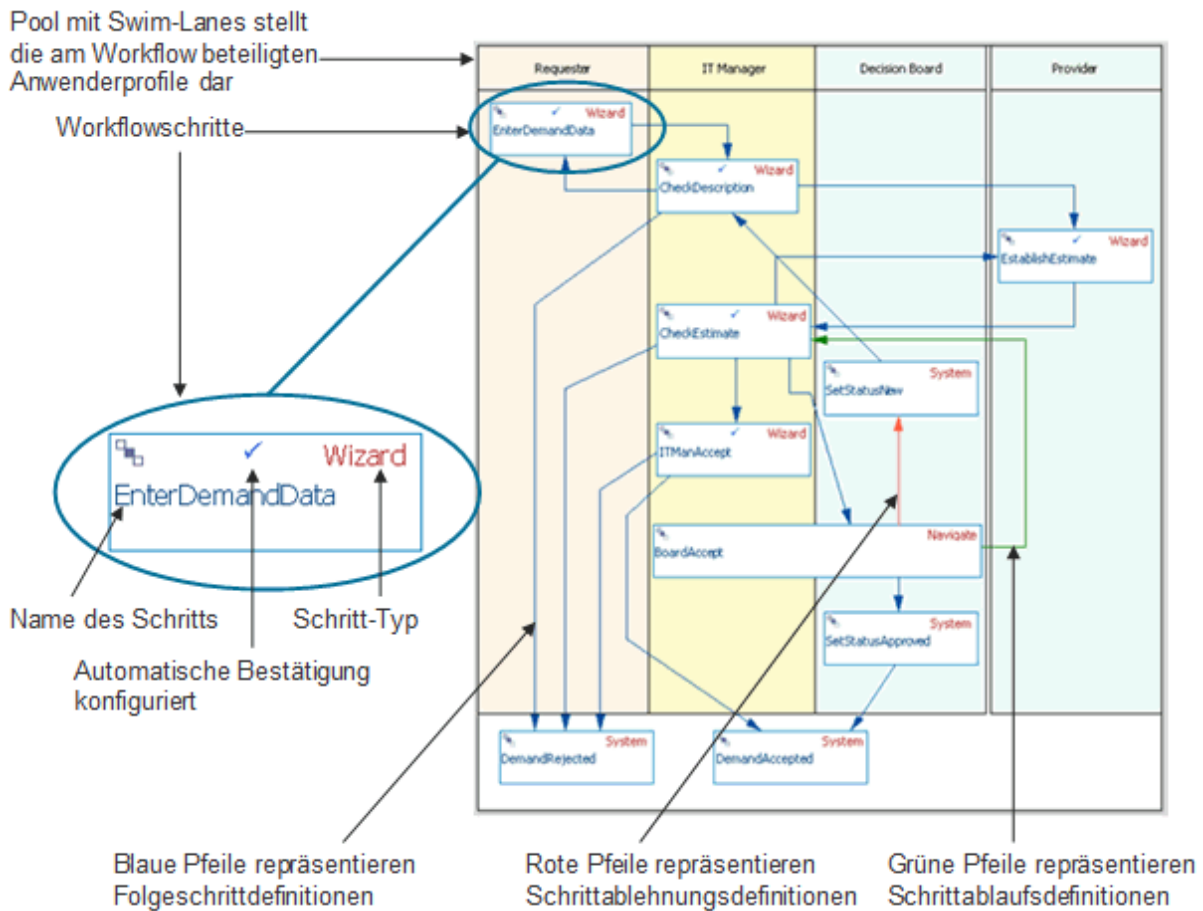 Pool mit Swim-Lanes stellt
die am Workflow beteiligten
Anwenderprofile dar
Workflowschritte
Requester
IT Manager
Decision Board
Provider
Wizard
EnterDemandData
Wizard
CheckDescription
Wizard
EstablishEstimate
Wizard
CheckEstimate
System
SetStatusNew
Wizard
ITManAccept
Navigate
BoardAccept
System
SetStatusApproved
System
DemandRejected
System
DemandAccepted
Wizard
EnterDemandData
Name des Schritts
Schritt-Typ
Automatische Bestätigung
konfiguriert
Blaue Pfeile repräsentieren
Folgeschrittdefinitionen
Rote Pfeile repräsentieren
Schrittablehnungsdefinitionen
Grüne Pfeile repräsentieren
Schrittablaufsdefinitionen